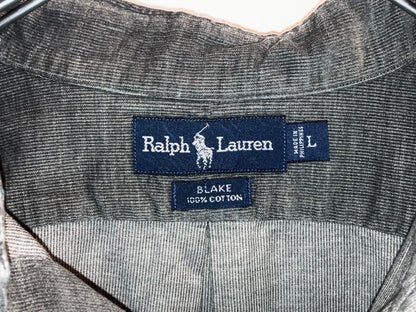 Ralph Lauren
MADE IN
PHILIPPINES
L
BLAKE
100% COTTON